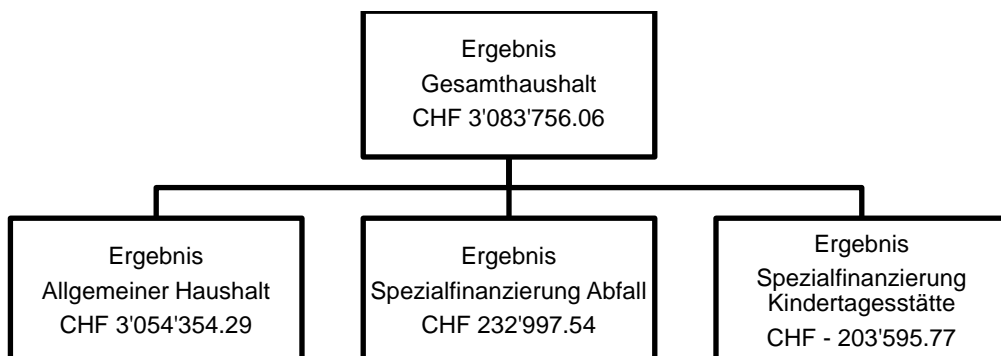 Ergebnis
Gesamthaushalt
CHF 3'083'756.06
Ergebnis
Allgemeiner Haushalt
CHF 3'054'354.29
Ergebnis
Spezialfinanzierung Abfall
CHF 232'997.54
Ergebnis
Spezialfinanzierung
Kindertagesstätte
CHF - 203'595.77